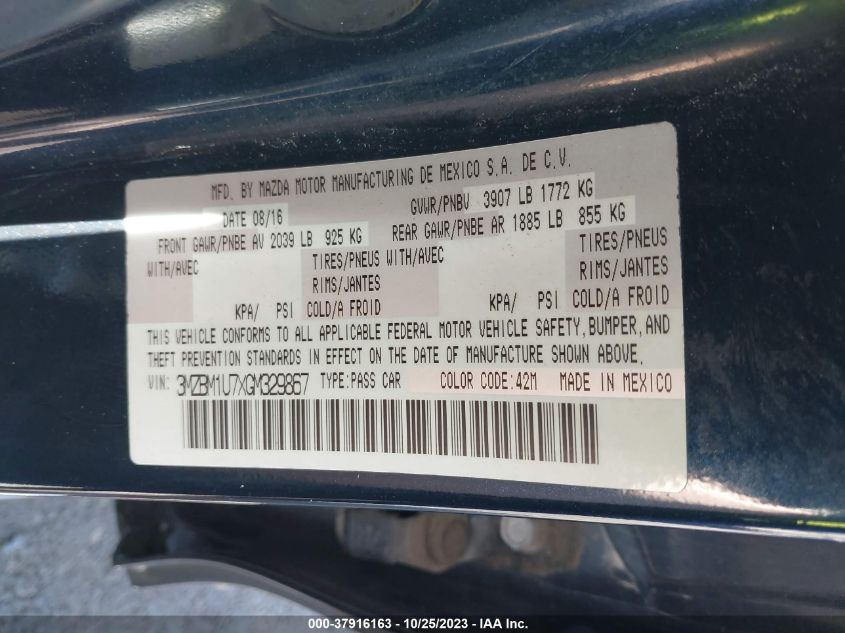 MFD. BY MAZDA MOTOR MANUFACTURING DE MEXICO S.A. DE C.V.
DATE 08/16 GVWR/PNBV 3907 LB 1772 KG
FRONT GAWR/PNBE AV 2039 LB 925 KG REAR GAWR/PNBE AR 1885 LB 855 KG
WITH/AVEC TIRES/PNEUS WITH/AVEC TIRES/PNEUS
RIMS/JANTES RIMS/JANTES
KPA/ PSI COLD/A FROID KPA/ PSI COLD/A FROID
THIS VEHICLE CONFORMS TO ALL APPLICABLE FEDERAL MOTOR VEHICLE SAFETY, BUMPER, AND
THEFT PREVENTION STANDARDS IN EFFECT ON THE DATE OF MANUFACTURE SHOWN ABOVE.
VIN: 3MZBM1U7XGM329867 TYPE:PASS CAR COLOR CODE:42M MADE IN MEXICO
000-37916163 - 10/25/2023 - IAA Inc.